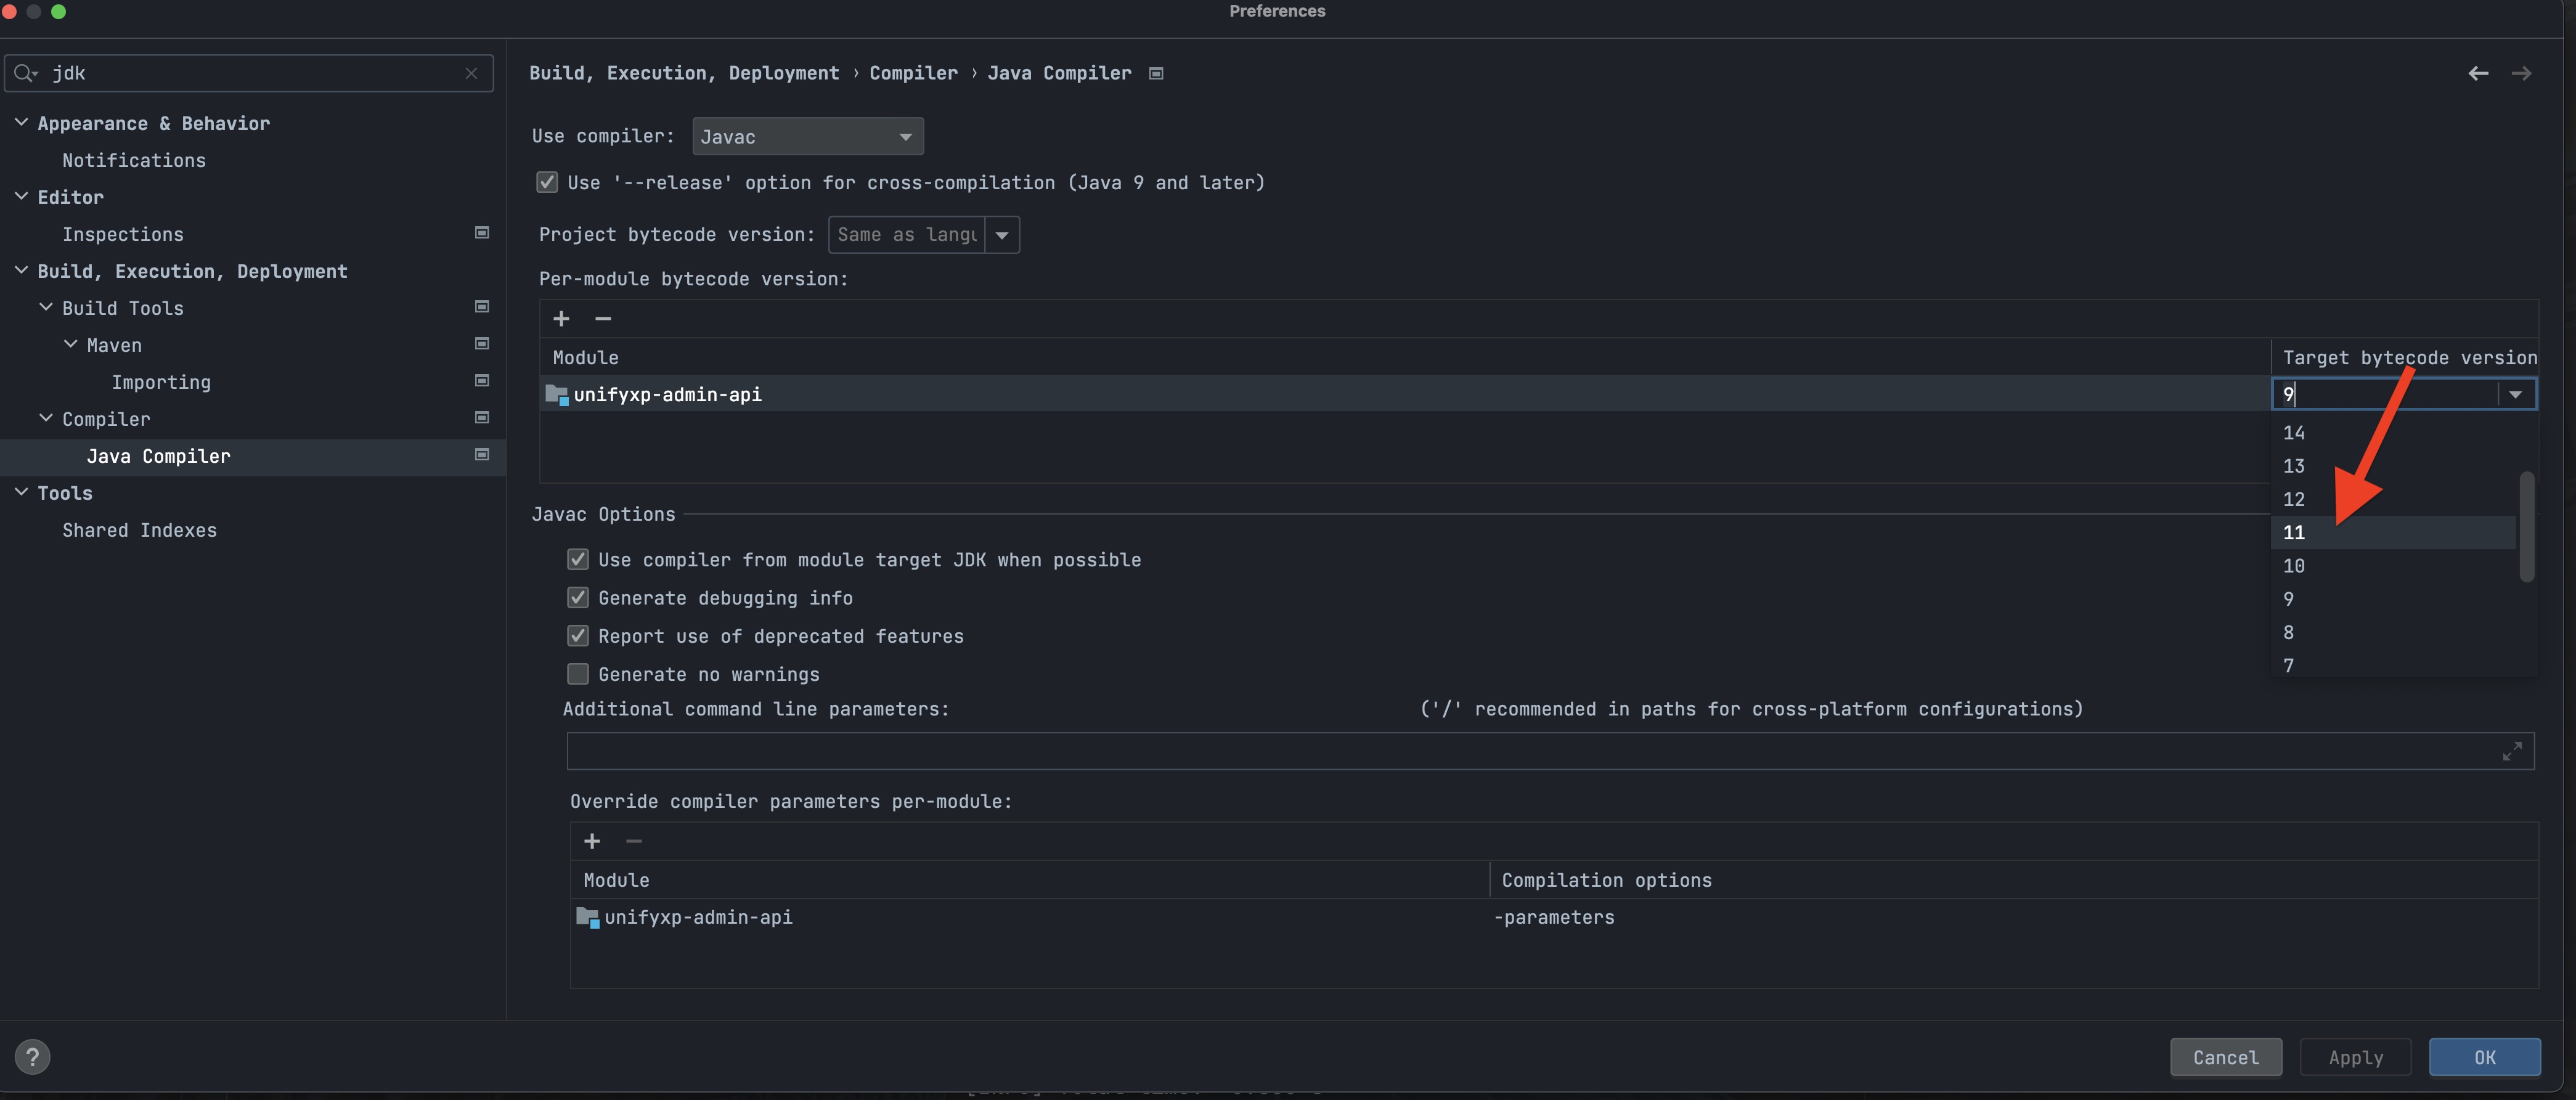 Preferences
jdk
Appearance & Behavior
Notifications
Editor
Inspections
Build, Execution, Deployment
Build Tools
Maven
Importing
Compiler
Java Compiler
Tools
Shared Indexes
Build, Execution, Deployment › Compiler › Java Compiler
Use compiler: Javac
Use '--release' option for cross-compilation (Java 9 and later)
Project bytecode version: Same as langu
Per-module bytecode version:
Module Target bytecode version
unifyxp-admin-api 9
14
13
12
11
10
9
8
7
Javac Options
Use compiler from module target JDK when possible
Generate debugging info
Report use of deprecated features
Generate no warnings
Additional command line parameters: ('/' recommended in paths for cross-platform configurations)
Override compiler parameters per-module:
Module Compilation options
unifyxp-admin-api -parameters
? Cancel Apply OK